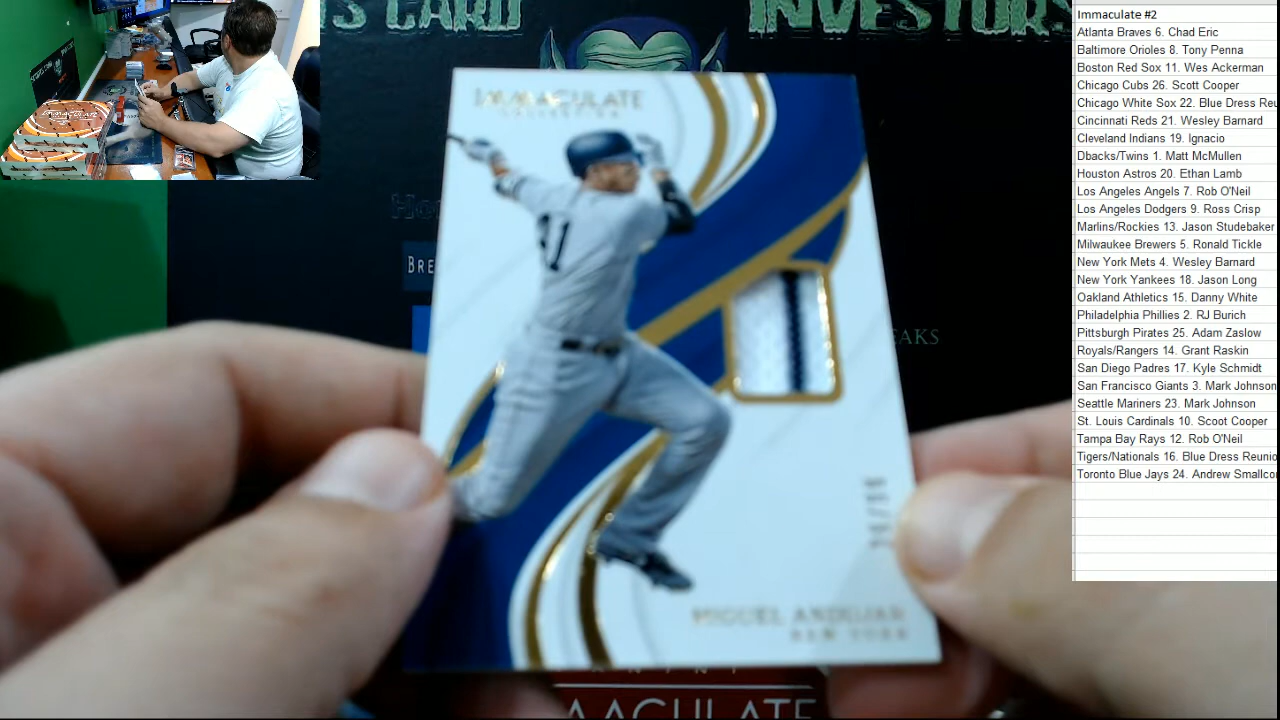 S CARD INVESTORS
IMMACULATE
COLLECTION
41
BRE
EAKS
MIGUEL ANDUJAR
NEW YORK
PANINI
IMMACULATE
Immaculate #2
Atlanta Braves 6. Chad Eric
Baltimore Orioles 8. Tony Penna
Boston Red Sox 11. Wes Ackerman
Chicago Cubs 26. Scott Cooper
Chicago White Sox 22. Blue Dress Reu
Cincinnati Reds 21. Wesley Barnard
Cleveland Indians 19. Ignacio
Dbacks/Twins 1. Matt McMullen
Houston Astros 20. Ethan Lamb
Los Angeles Angels 7. Rob O'Neil
Los Angeles Dodgers 9. Ross Crisp
Marlins/Rockies 13. Jason Studebaker
Milwaukee Brewers 5. Ronald Tickle
New York Mets 4. Wesley Barnard
New York Yankees 18. Jason Long
Oakland Athletics 15. Danny White
Philadelphia Phillies 2. RJ Burich
Pittsburgh Pirates 25. Adam Zaslow
Royals/Rangers 14. Grant Raskin
San Diego Padres 17. Kyle Schmidt
San Francisco Giants 3. Mark Johnson
Seattle Mariners 23. Mark Johnson
St. Louis Cardinals 10. Scoot Cooper
Tampa Bay Rays 12. Rob O'Neil
Tigers/Nationals 16. Blue Dress Reunio
Toronto Blue Jays 24. Andrew Smallco